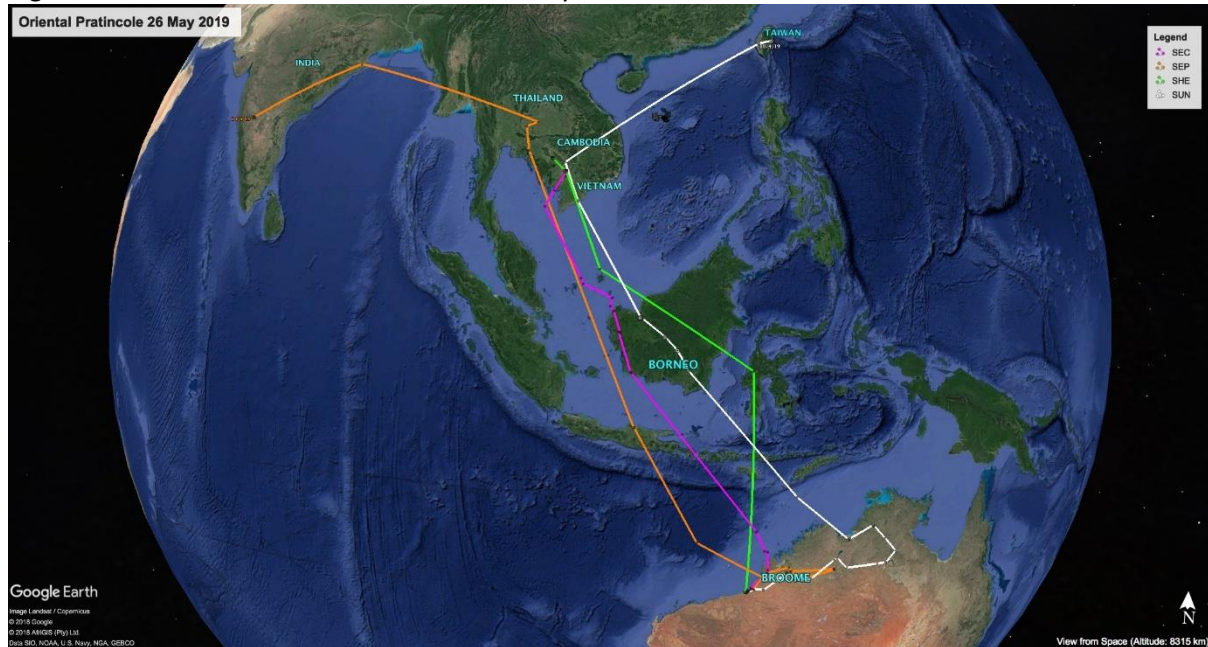 Oriental Pratincole 26 May 2019
TAIWAN
Legend
SEC
SEP
SHE
SUN
INDIA
THAILAND
CAMBODIA
VIETNAM
BORNEO
BROOME
Google Earth
Image Landsat / Copernicus
© 2018 Google
© 2018 AfriGIS (Pty) Ltd.
Data SIO, NOAA, U.S. Navy, NGA, GEBCO
N
View from Space (Altitude: 8315 km)